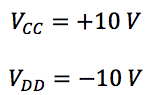 V_CC = +10 V
V_DD = −10 V